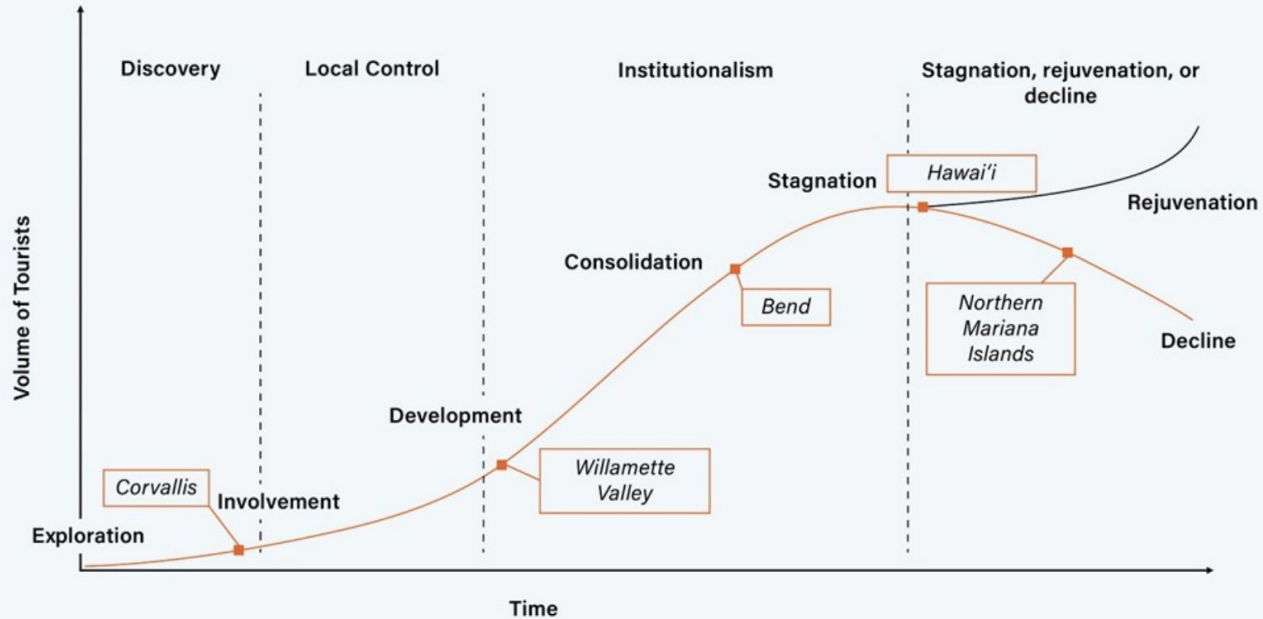 Discovery
Local Control
Institutionalism
Stagnation, rejuvenation, or
decline
Volume of Tourists
Stagnation
Hawai‘i
Rejuvenation
Consolidation
Bend
Northern
Mariana
Islands
Decline
Development
Willamette
Valley
Corvallis
Involvement
Exploration
Time